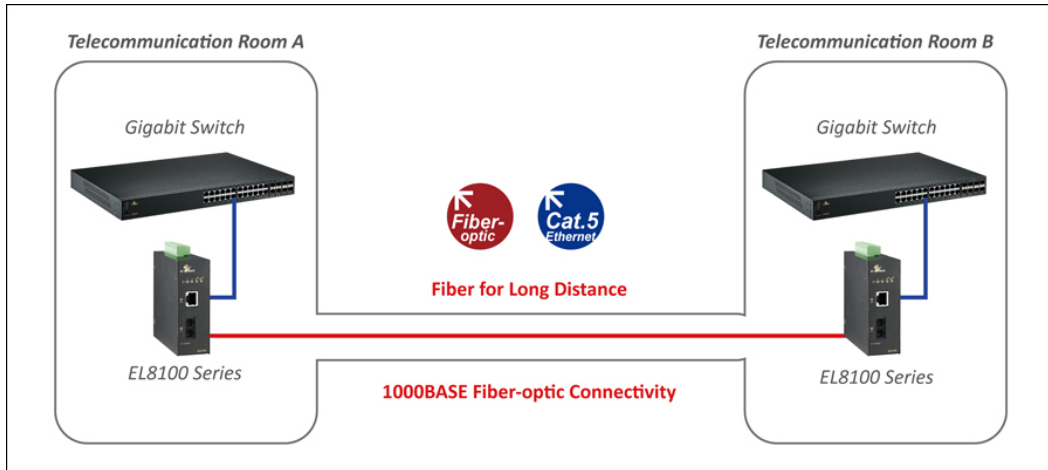 Telecommunication Room A
Telecommunication Room B
Gigabit Switch
Gigabit Switch
Fiber-
optic
Cat.5
Ethernet
Fiber for Long Distance
EL8100 Series
EL8100 Series
1000BASE Fiber-optic Connectivity